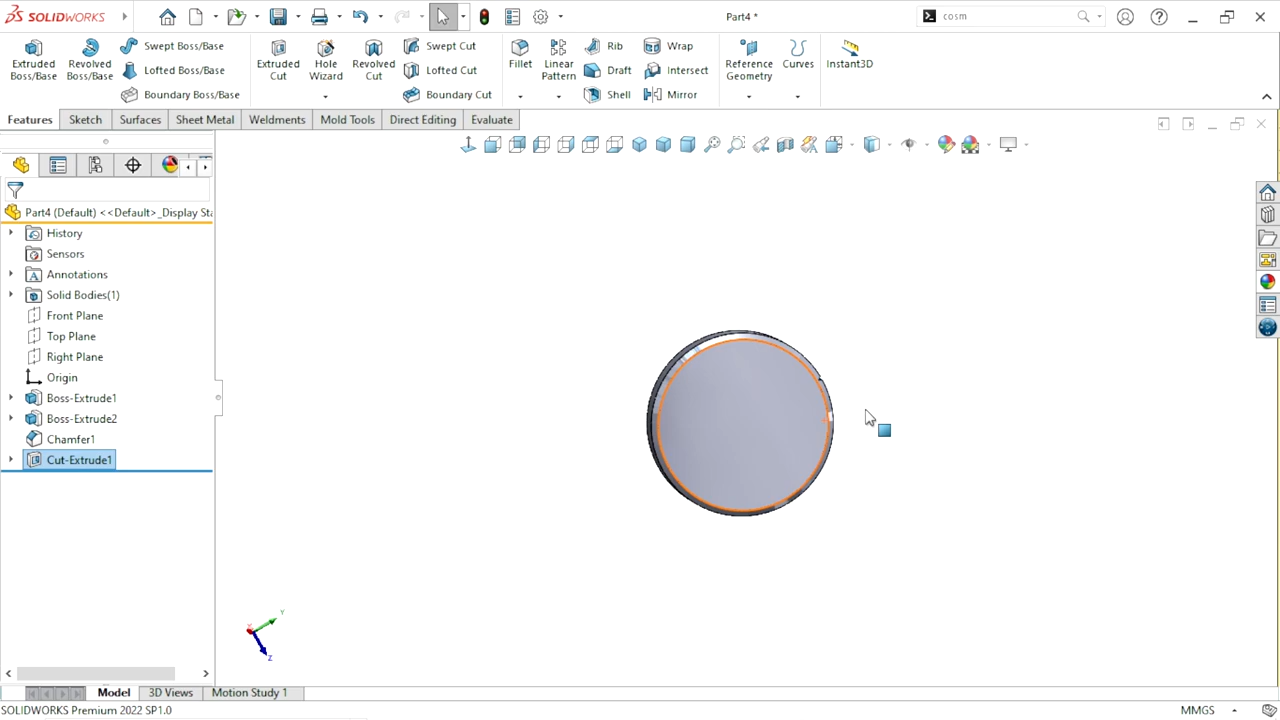 SOLIDWORKS
Part4 *
cosm
Extruded Boss/Base
Revolved Boss/Base
Swept Boss/Base
Lofted Boss/Base
Boundary Boss/Base
Extruded Cut
Hole Wizard
Revolved Cut
Swept Cut
Lofted Cut
Boundary Cut
Fillet
Linear Pattern
Rib
Draft
Shell
Wrap
Intersect
Mirror
Reference Geometry
Curves
Instant3D
Features Sketch Surfaces Sheet Metal Weldments Mold Tools Direct Editing Evaluate
Part4 (Default) <<Default>_Display Sta
History
Sensors
Annotations
Solid Bodies(1)
Front Plane
Top Plane
Right Plane
Origin
Boss-Extrude1
Boss-Extrude2
Chamfer1
Cut-Extrude1
Y
Z
Model 3D Views Motion Study 1
SOLIDWORKS Premium 2022 SP1.0
MMGS